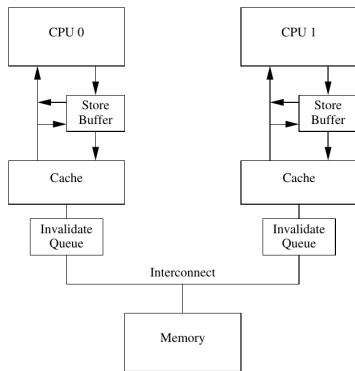 CPU 0
CPU 1
Store
Buffer
Store
Buffer
Cache
Cache
Invalidate
Queue
Invalidate
Queue
Interconnect
Memory